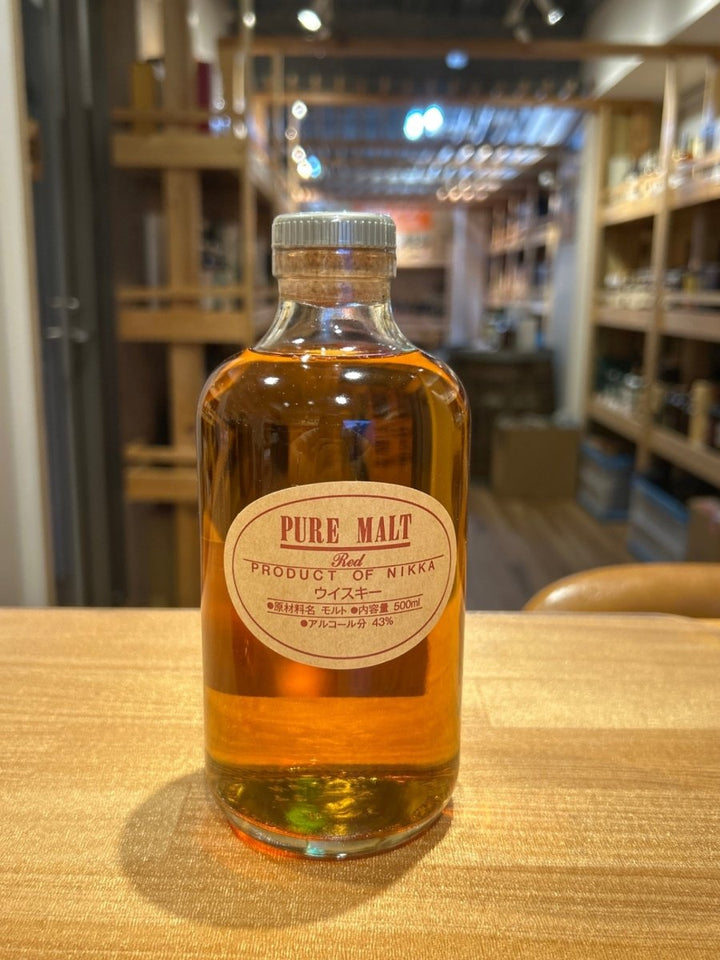 PURE MALT
Red
PRODUCT OF NIKKA
ウイスキー
●原材料名 モルト ●内容量 500ml
●アルコール分 43%